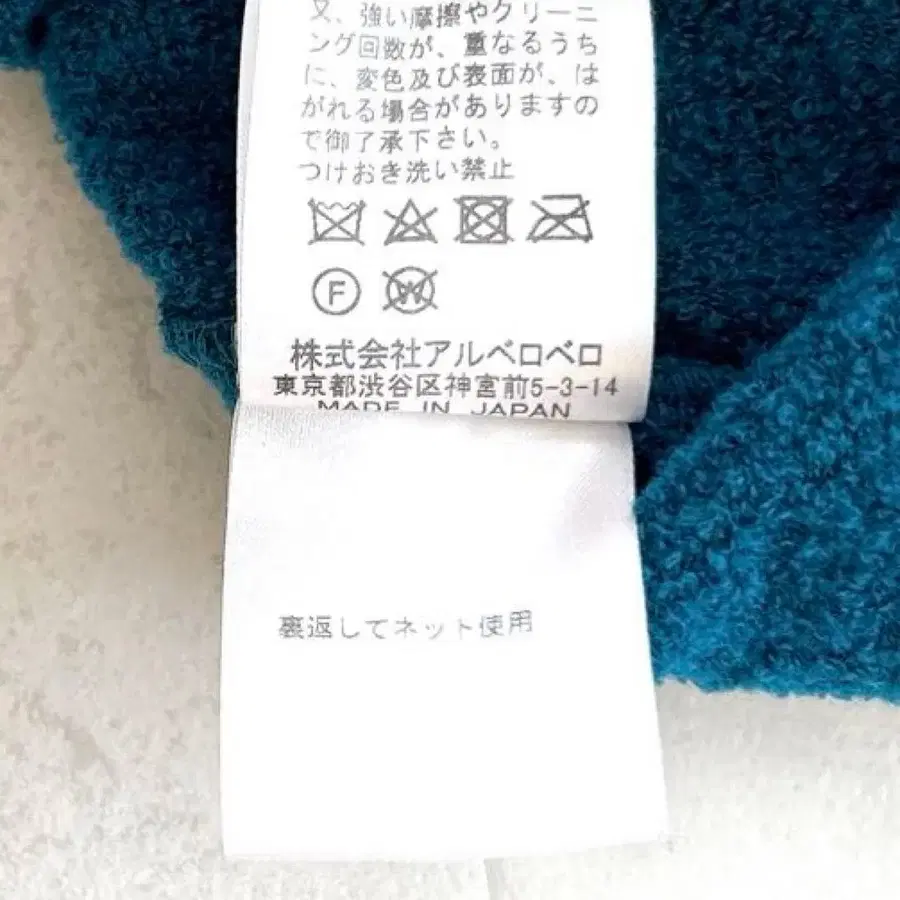 又、強い摩擦やクリーニ
ング回数が、重なるうち
に、変色及び表面が、は
がれる場合がありますの
で御了承下さい。
つけおき洗い禁止
F W
株式会社アルベロベロ
東京都渋谷区神宮前5-3-14
MADE IN JAPAN
裏返してネット使用